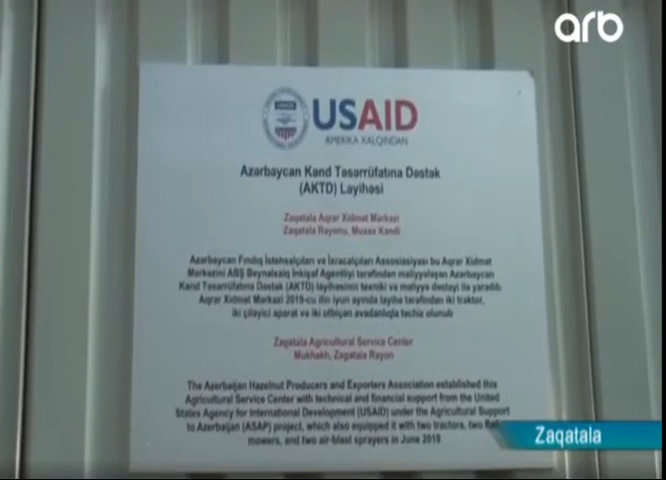 arb
USAID
AMERİKA XALQINDAN
Azərbaycan Kənd Təsərrüfatına Dəstək
(AKTD) Layihəsi
Zaqatala Aqrar Xidmət Mərkəzi
Zaqatala Rayonu, Muxax Kəndi
Azərbaycan Fındıq İstehsalçıları və İxracatçıları Assosiasiyası bu Aqrar Xidmət
Mərkəzini ABŞ Beynəlxalq İnkişaf Agentliyi tərəfindən maliyyələşən Azərbaycan
Kənd Təsərrüfatına Dəstək (AKTD) layihəsinin texniki və maliyyə dəstəyi ilə yaradıb.
Aqrar Xidmət Mərkəzi 2019-cu ilin iyun ayında layihə tərəfindən iki traktor,
iki çiləyici aparat və iki otbiçən avadanlıqla təchiz olunub
Zagatala Agricultural Service Center
Mukhakh, Zagatala Rayon
The Azerbaijan Hazelnut Producers and Exporters Association established this
Agricultural Service Center with technical and financial support from the United
States Agency for International Development (USAID) under the Agricultural Support
to Azerbaijan (ASAP) project, which also equipped it with two tractors, two flail
mowers, and two air-blast sprayers in June 2019
Zaqatala